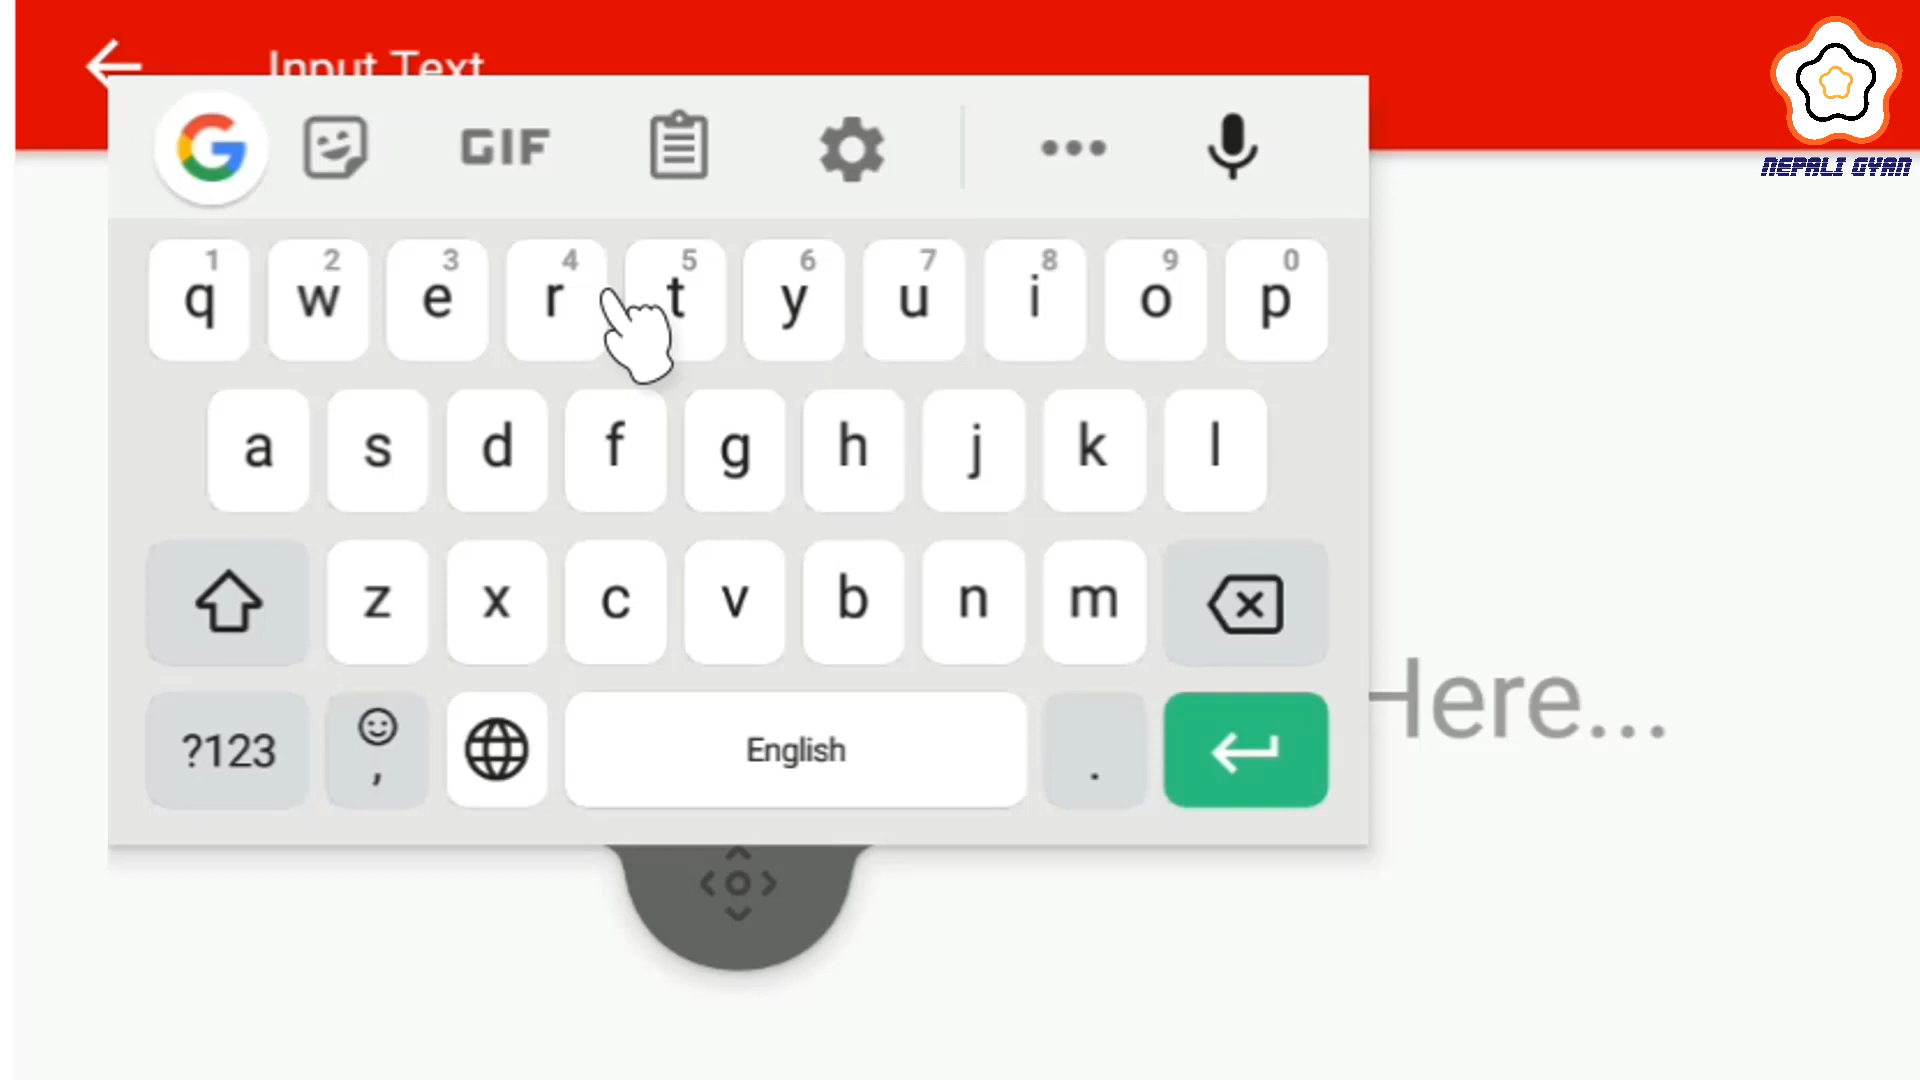 Input Text
NEPALI GYAN
GIF
1 2 3 4 5 6 7 8 9 0
q w e r t y u i o p
a s d f g h j k l
z x c v b n m
Here...
?123 , English .